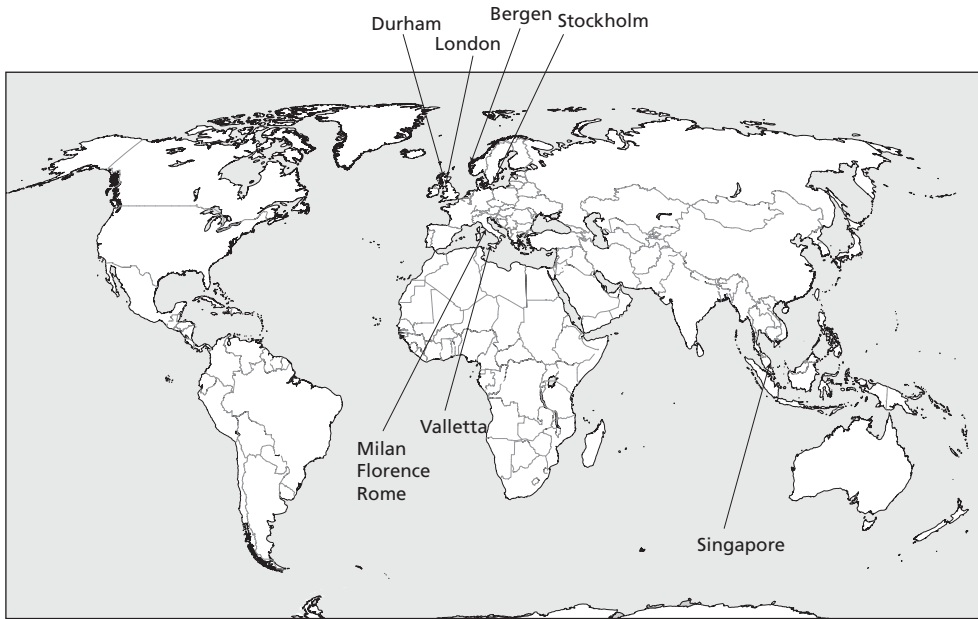 Bergen
Durham
Stockholm
London
Valletta
Milan
Florence
Rome
Singapore